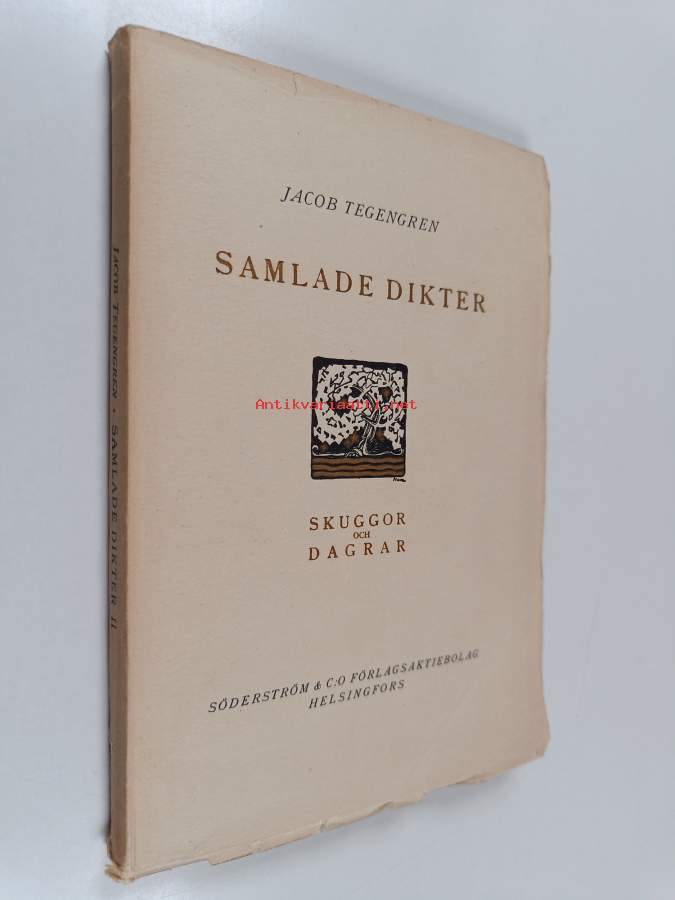 JACOB TEGENGREN
SAMLADE DIKTER
Antikvariaatti.net
SKUGGOR
OCH
DAGRAR
SÖDERSTRÖM & C:O FÖRLAGSAKTIEBOLAG
HELSINGFORS
JACOB TEGENGREN • SAMLADE DIKTER II